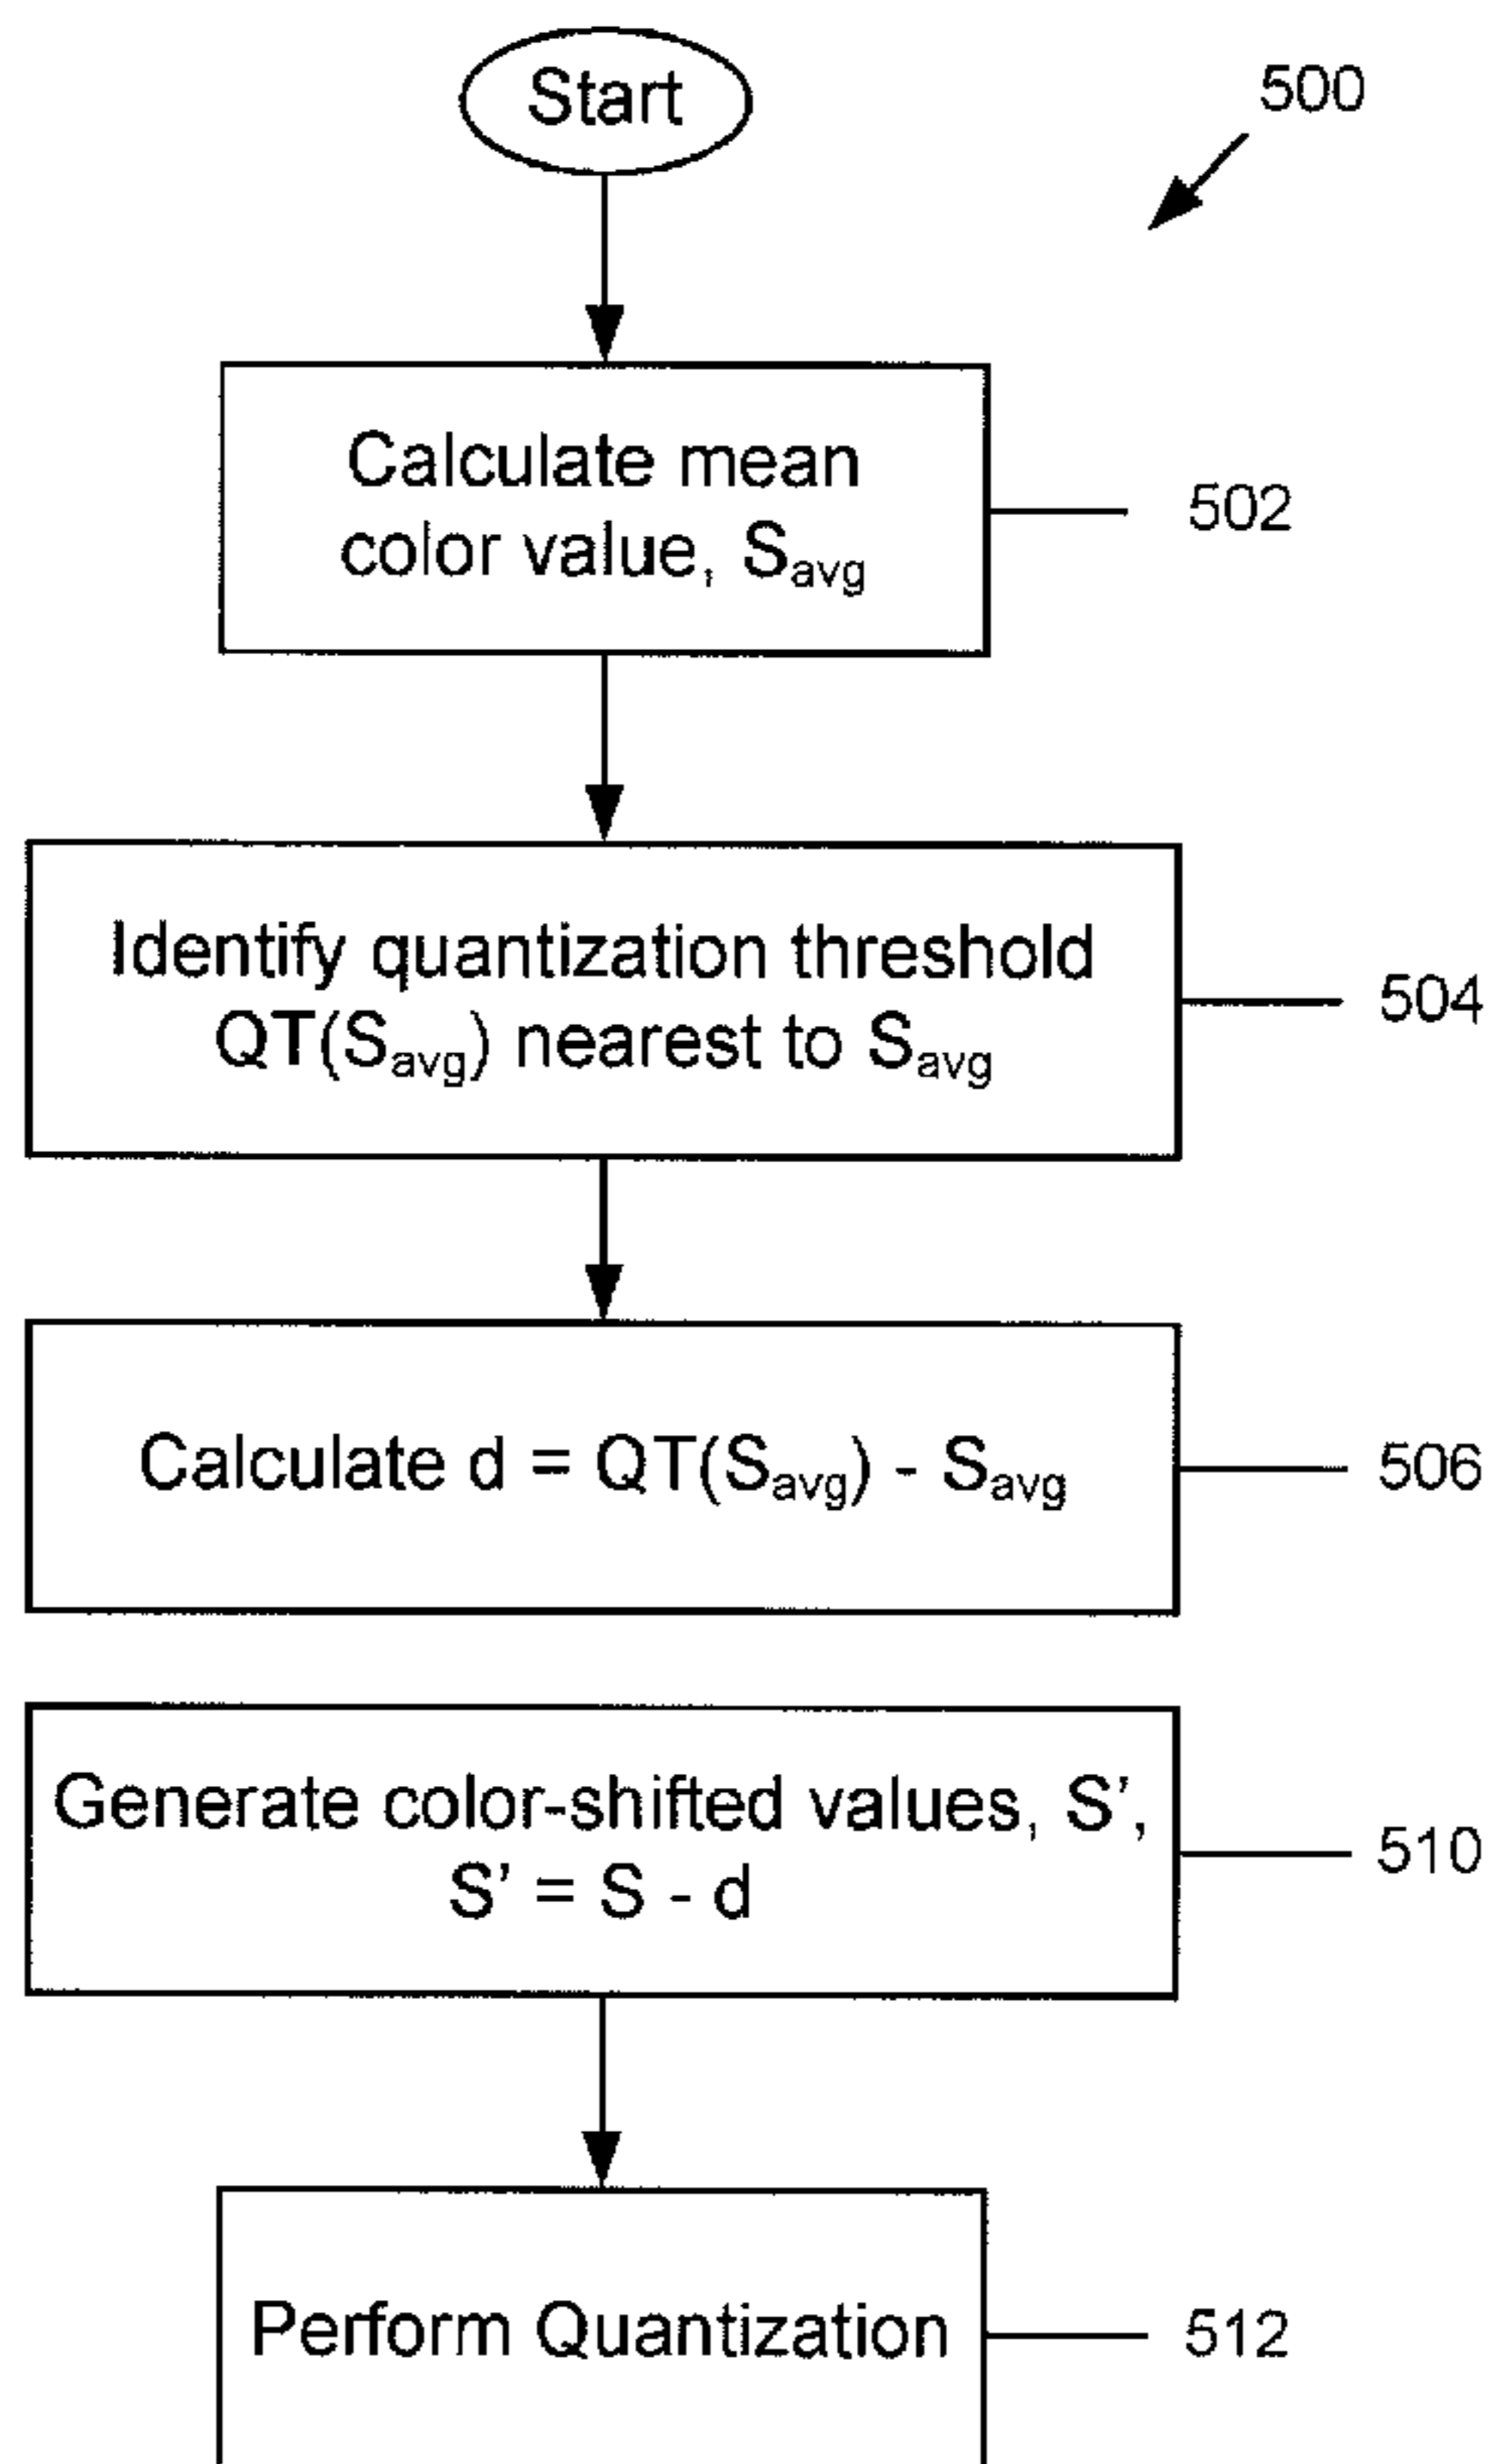 Start
500
Calculate mean
color value, Savg
502
Identify quantization threshold
QT(Savg) nearest to Savg
504
Calculate d = QT(Savg) - Savg
506
Generate color-shifted values, S’,
S’ = S - d
510
Perform Quantization
512